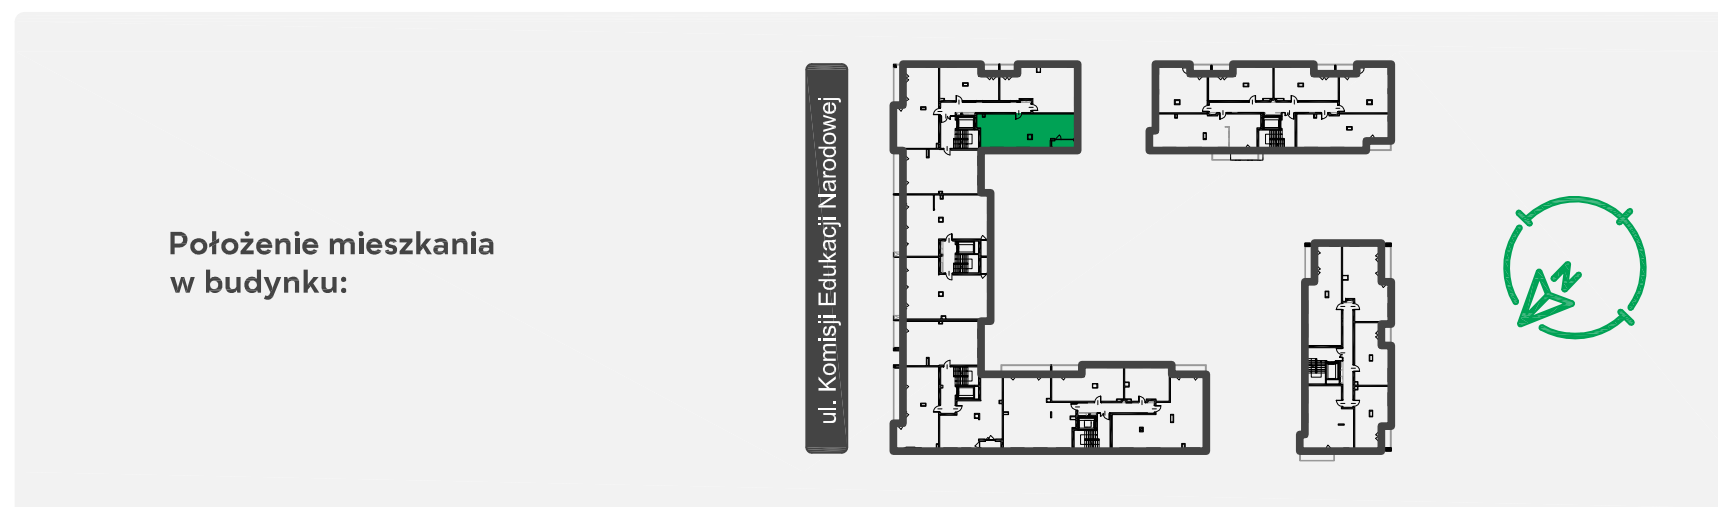 Położenie mieszkania
w budynku:
ul. Komisji Edukacji Narodowej
N